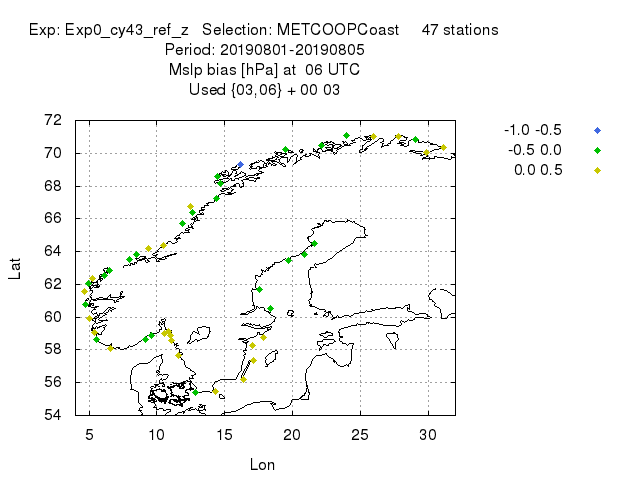 Exp: Exp0_cy43_ref_z   Selection: METCOOPCoast     47 stations
Period: 20190801-20190805
Mslp bias [hPa] at  06 UTC
Used {03,06} + 00 03
-1.0 -0.5
-0.5 0.0
0.0 0.5
72
70
68
66
64
62
60
58
56
54
Lat
5 10 15 20 25 30
Lon